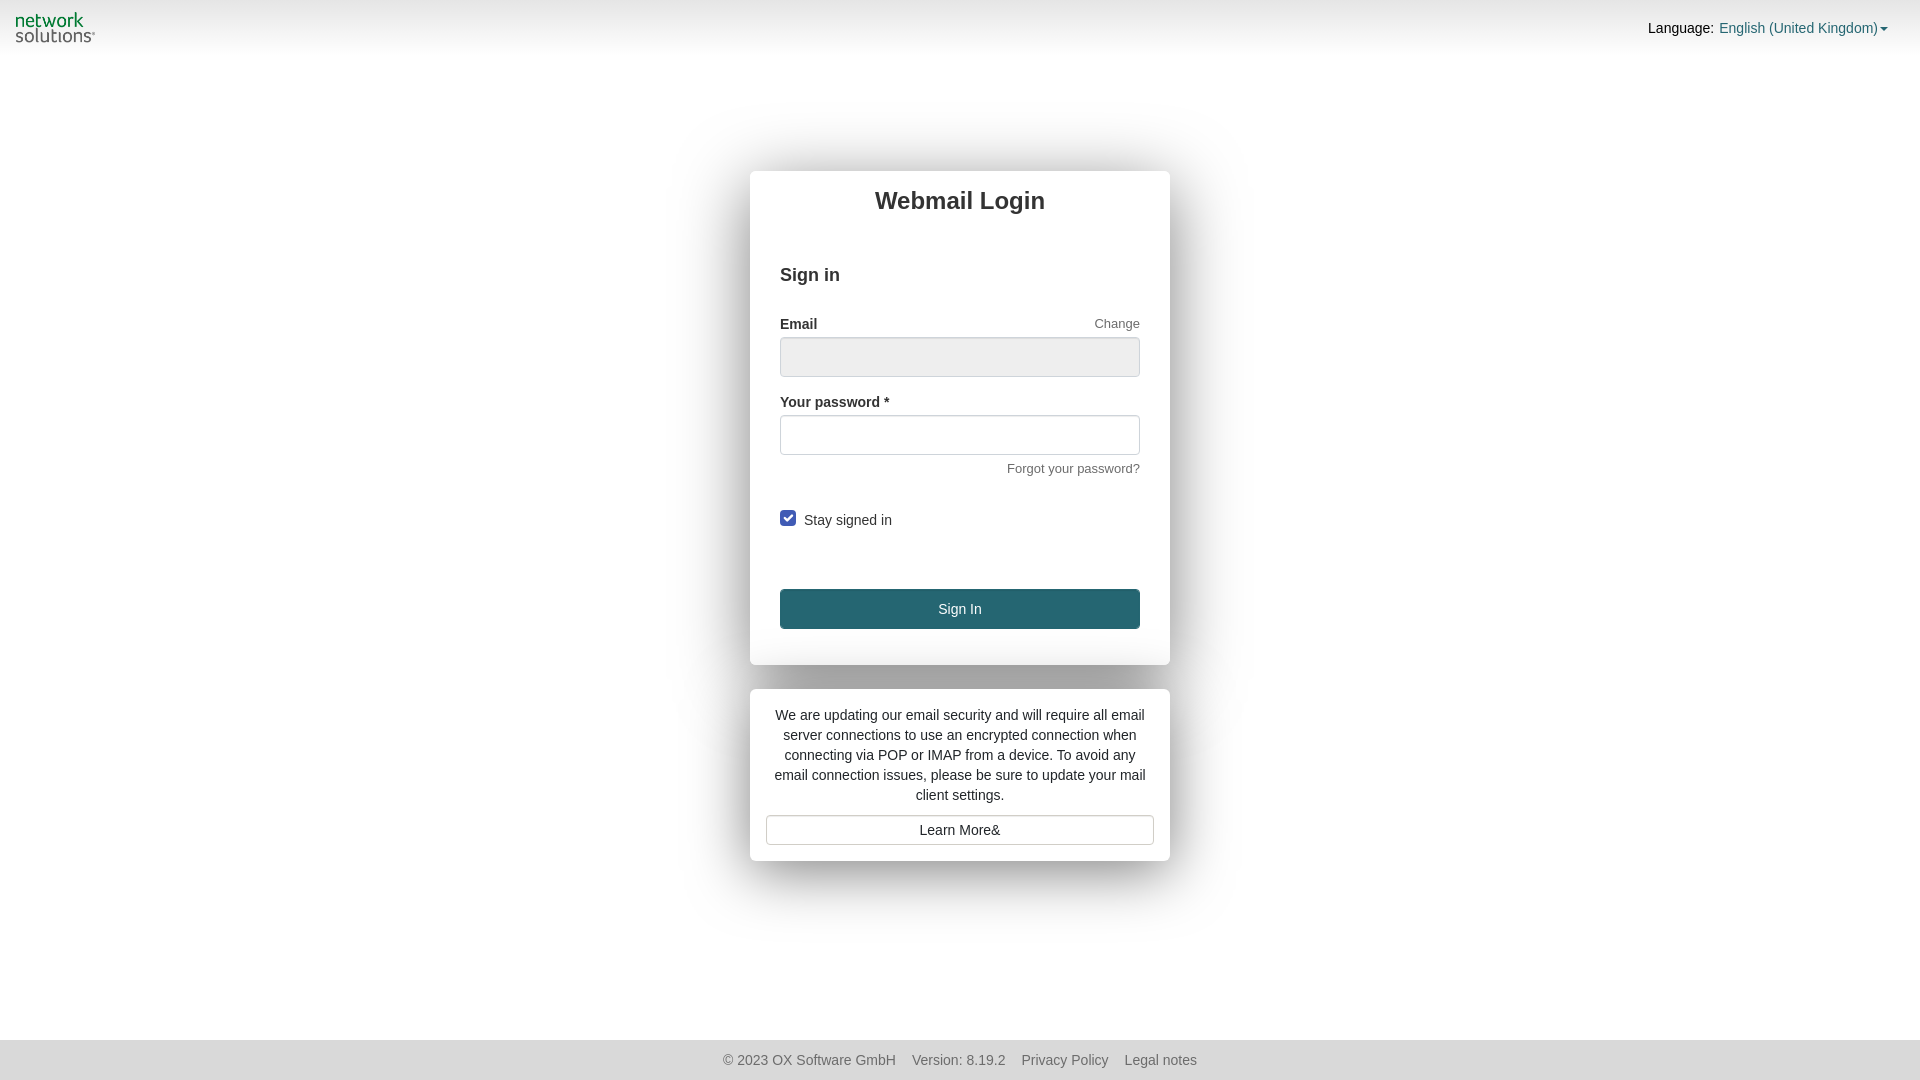 network
solutions
Language: English (United Kingdom)
Webmail Login
Sign in
Email Change
Your password *
Forgot your password?
Stay signed in
Sign In
We are updating our email security and will require all email
server connections to use an encrypted connection when
connecting via POP or IMAP from a device. To avoid any
email connection issues, please be sure to update your mail
client settings.
Learn More&
© 2023 OX Software GmbH Version: 8.19.2 Privacy Policy Legal notes